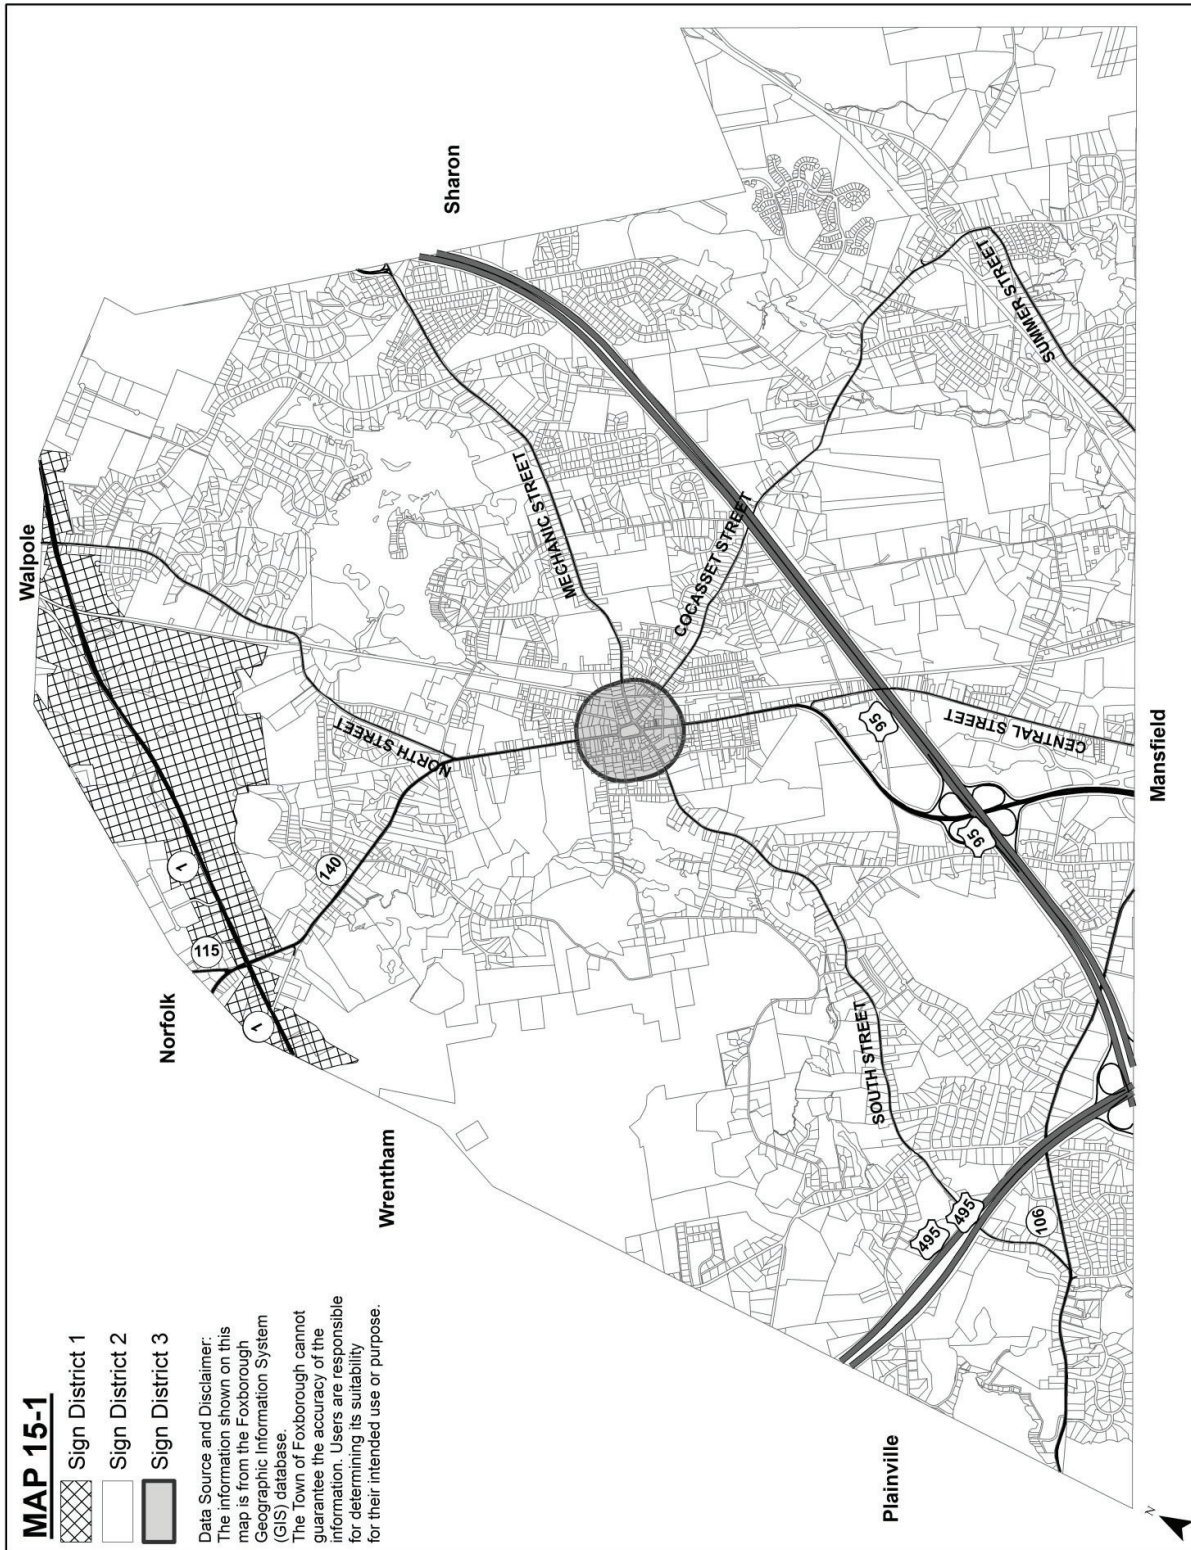 MAP 15-1
Sign District 1
Sign District 2
Sign District 3
Data Source and Disclaimer:
The information shown on this
map is from the Foxborough
Geographic Information System
(GIS) database.
The Town of Foxborough cannot
guarantee the accuracy of the
information. Users are responsible
for determining its suitability
for their intended use or purpose.
Plainville
Wrentham
Norfolk
Walpole
Sharon
Mansfield
1
1
115
140
NORTH STREET
MECHANIC STREET
COCASSET STREET
SUMMER STREET
CENTRAL STREET
SOUTH STREET
95
95
495
495
106
N